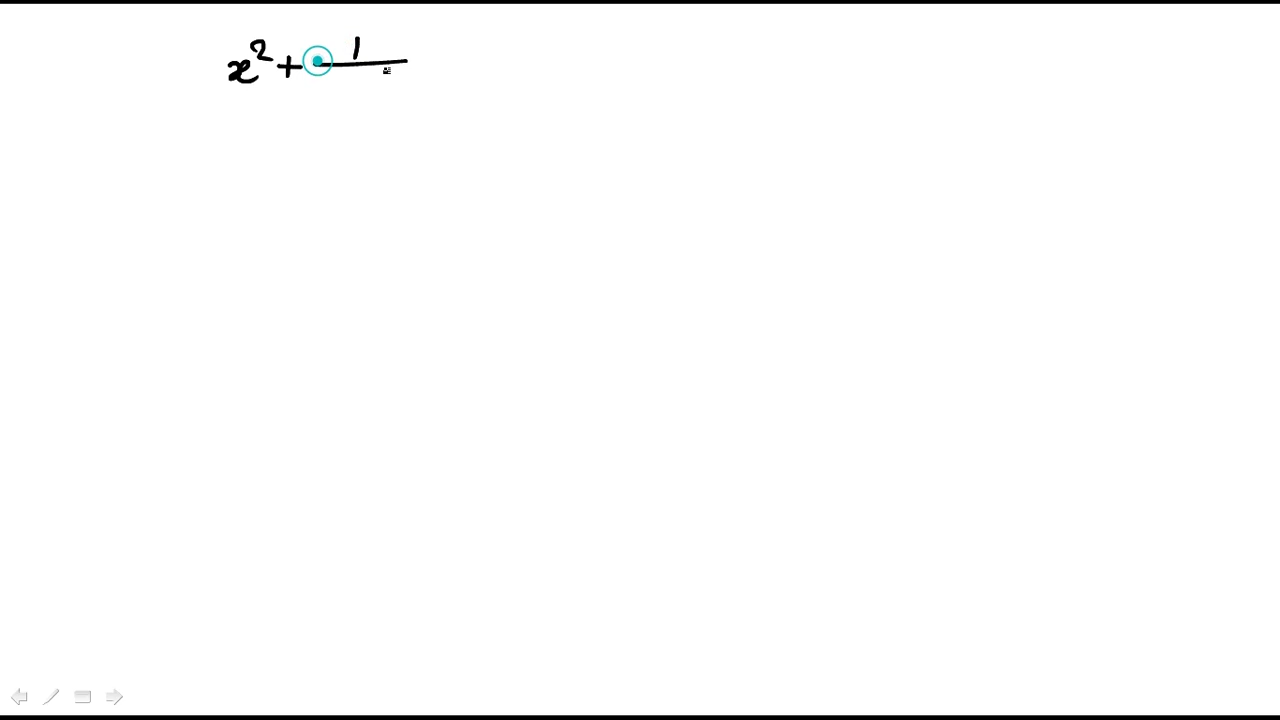 x² + 1/